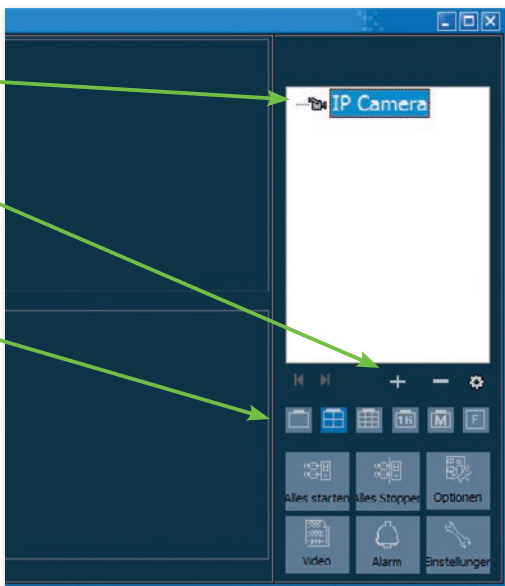 IP Camera
16 M F
Alles starten Alles Stoppen Optionen
Video Alarm Einstellungen